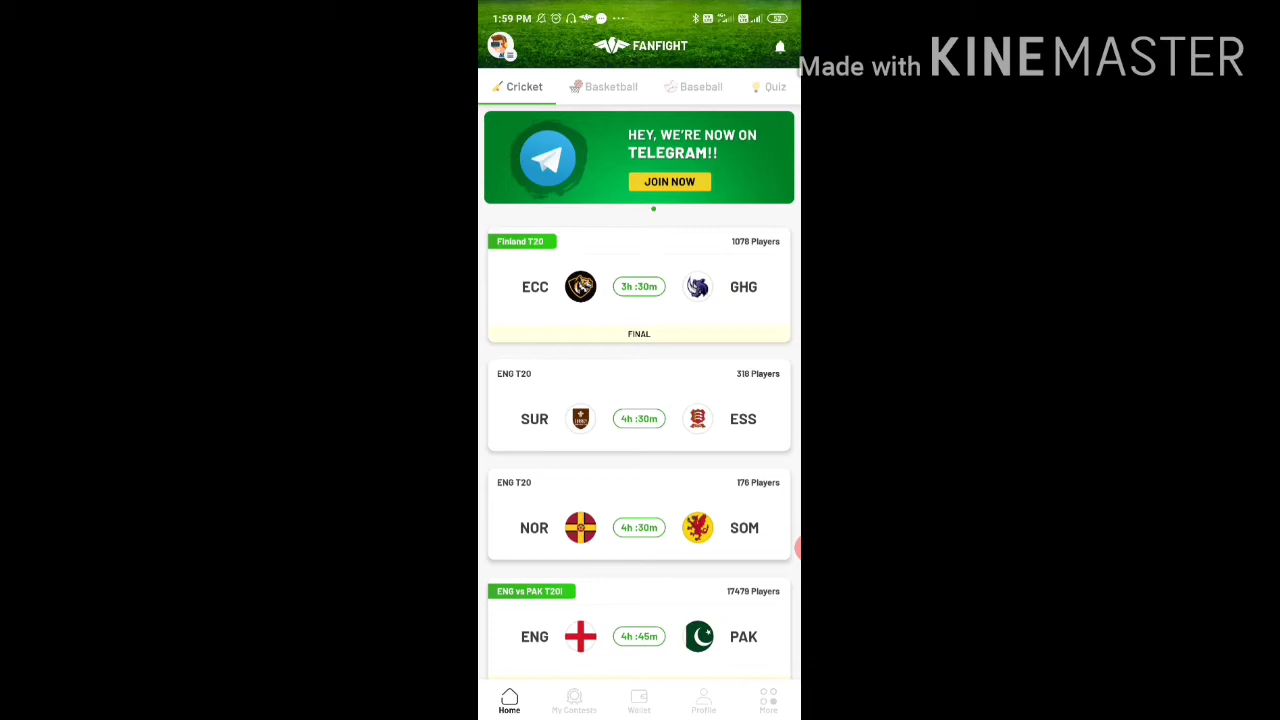 1:59 PM
52
FANFIGHT
Made with KINEMASTER
Cricket Basketball Baseball Quiz
HEY, WE'RE NOW ON
TELEGRAM!!
JOIN NOW
Finland T20 1078 Players
ECC 3h :30m GHG
FINAL
ENG T20 318 Players
SUR 4h :30m ESS
ENG T20 176 Players
NOR 4h :30m SOM
ENG vs PAK T20I 17479 Players
ENG 4h :45m PAK
Home My Contests Wallet Profile More